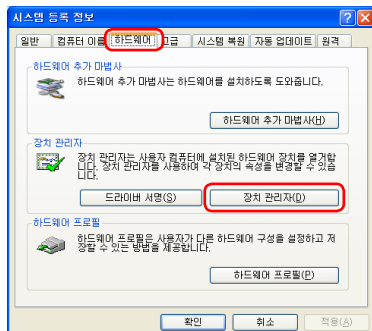 시스템 등록 정보
일반 컴퓨터 이름 하드웨어 고급 시스템 복원 자동 업데이트 원격
하드웨어 추가 마법사
하드웨어 추가 마법사는 하드웨어를 설치하도록 도와줍니다.
하드웨어 추가 마법사(H)
장치 관리자
장치 관리자는 사용자 컴퓨터에 설치된 하드웨어 장치를 열거합
니다. 장치 관리자를 사용하여 각 장치의 속성을 변경할 수 있습
니다.
드라이버 서명(S) 장치 관리자(D)
하드웨어 프로필
하드웨어 프로필은 사용자가 다른 하드웨어 구성을 설정하고 저
장할 수 있는 방법을 제공합니다.
하드웨어 프로필(P)
확인 취소 적용(A)